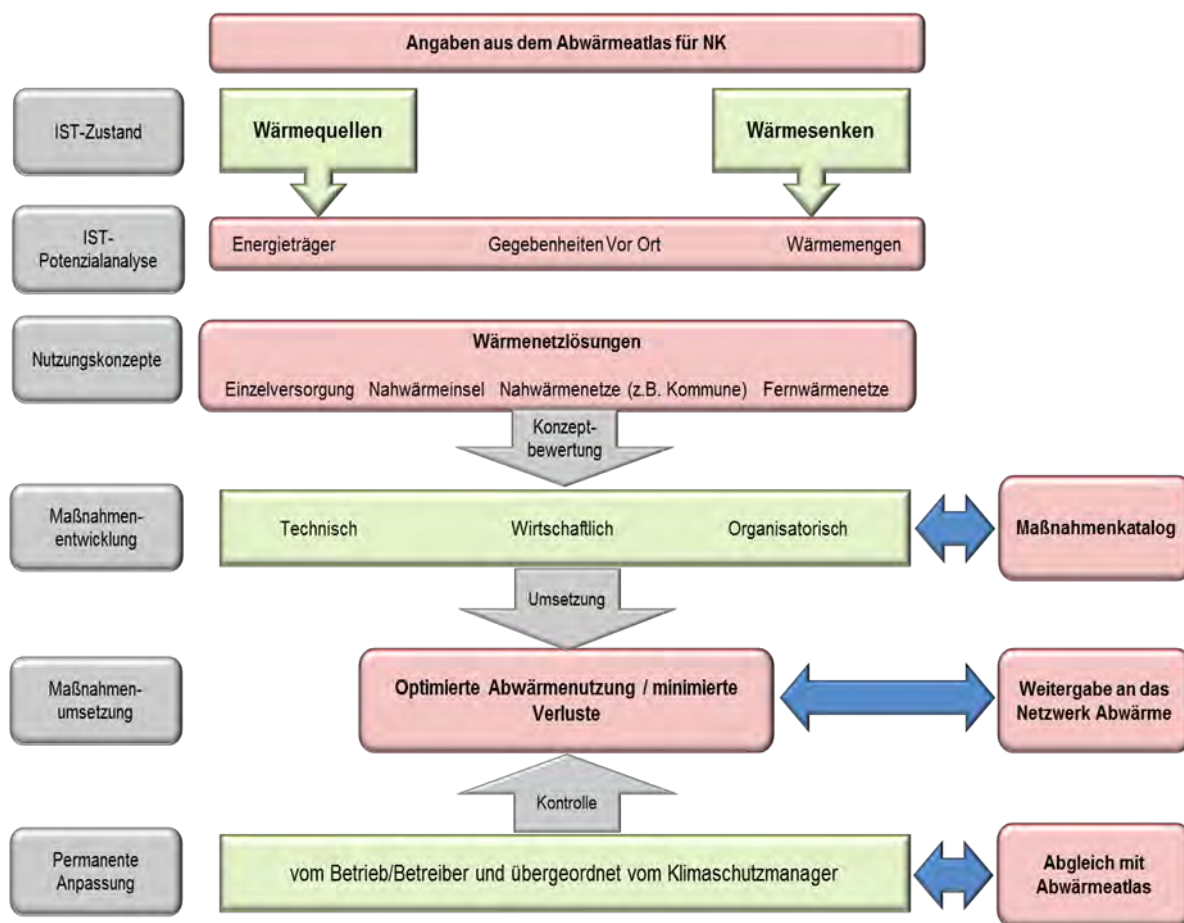 Angaben aus dem Abwärmeatlas für NK
IST-Zustand
Wärmequellen
Wärmesenken
IST-
Potenzialanalyse
Energieträger
Gegebenheiten Vor Ort
Wärmemengen
Nutzungskonzepte
Wärmenetzlösungen
Einzelversorgung Nahwärmeinsel Nahwärmenetze (z.B. Kommune) Fernwärmenetze
Konzept-
bewertung
Maßnahmen-
entwicklung
Technisch
Wirtschaftlich
Organisatorisch
Maßnahmenkatalog
Umsetzung
Maßnahmen-
umsetzung
Optimierte Abwärmenutzung / minimierte
Verluste
Weitergabe an das
Netzwerk Abwärme
Kontrolle
Permanente
Anpassung
vom Betrieb/Betreiber und übergeordnet vom Klimaschutzmanager
Abgleich mit
Abwärmeatlas